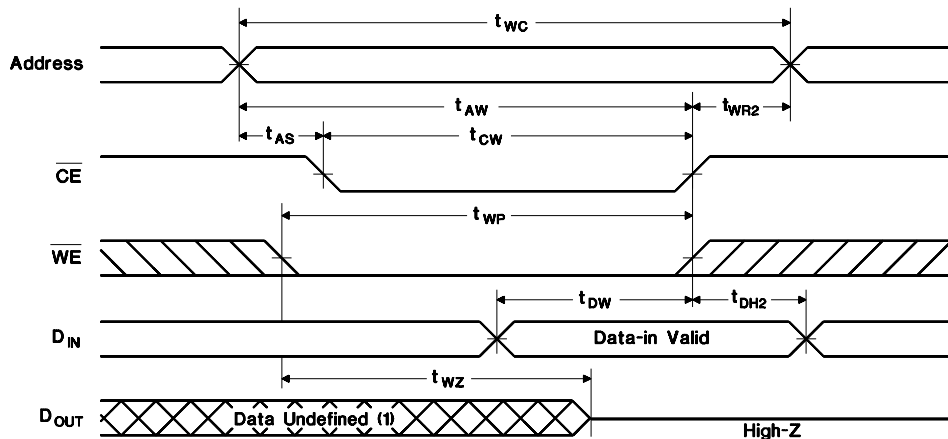 tWC
Address
tAW
tWR2
tAS
tCW
CE
tWP
WE
tDW
tDH2
DIN
Data-in Valid
tWZ
DOUT
Data Undefined (1)
High-Z